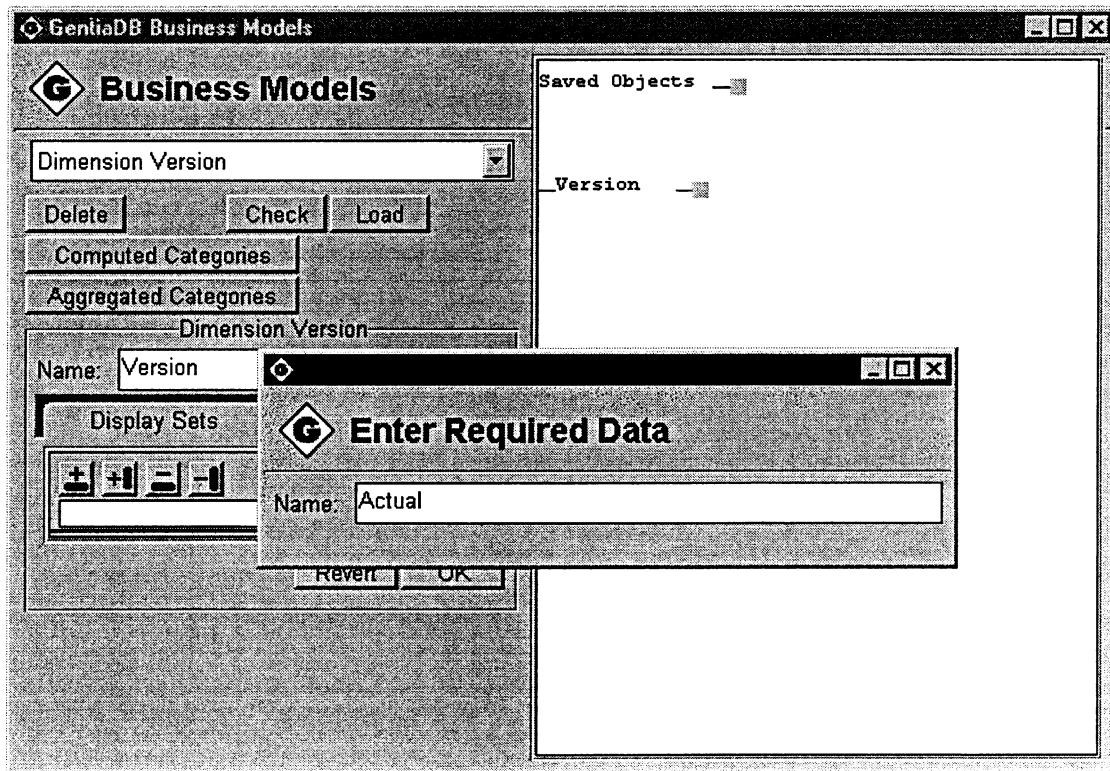 GentiaDB Business Models
G Business Models
Dimension Version
Delete Check Load
Computed Categories
Aggregated Categories
Dimension Version
Name: Version
Display Sets
Revert OK
Saved Objects
Version
G Enter Required Data
Name: Actual